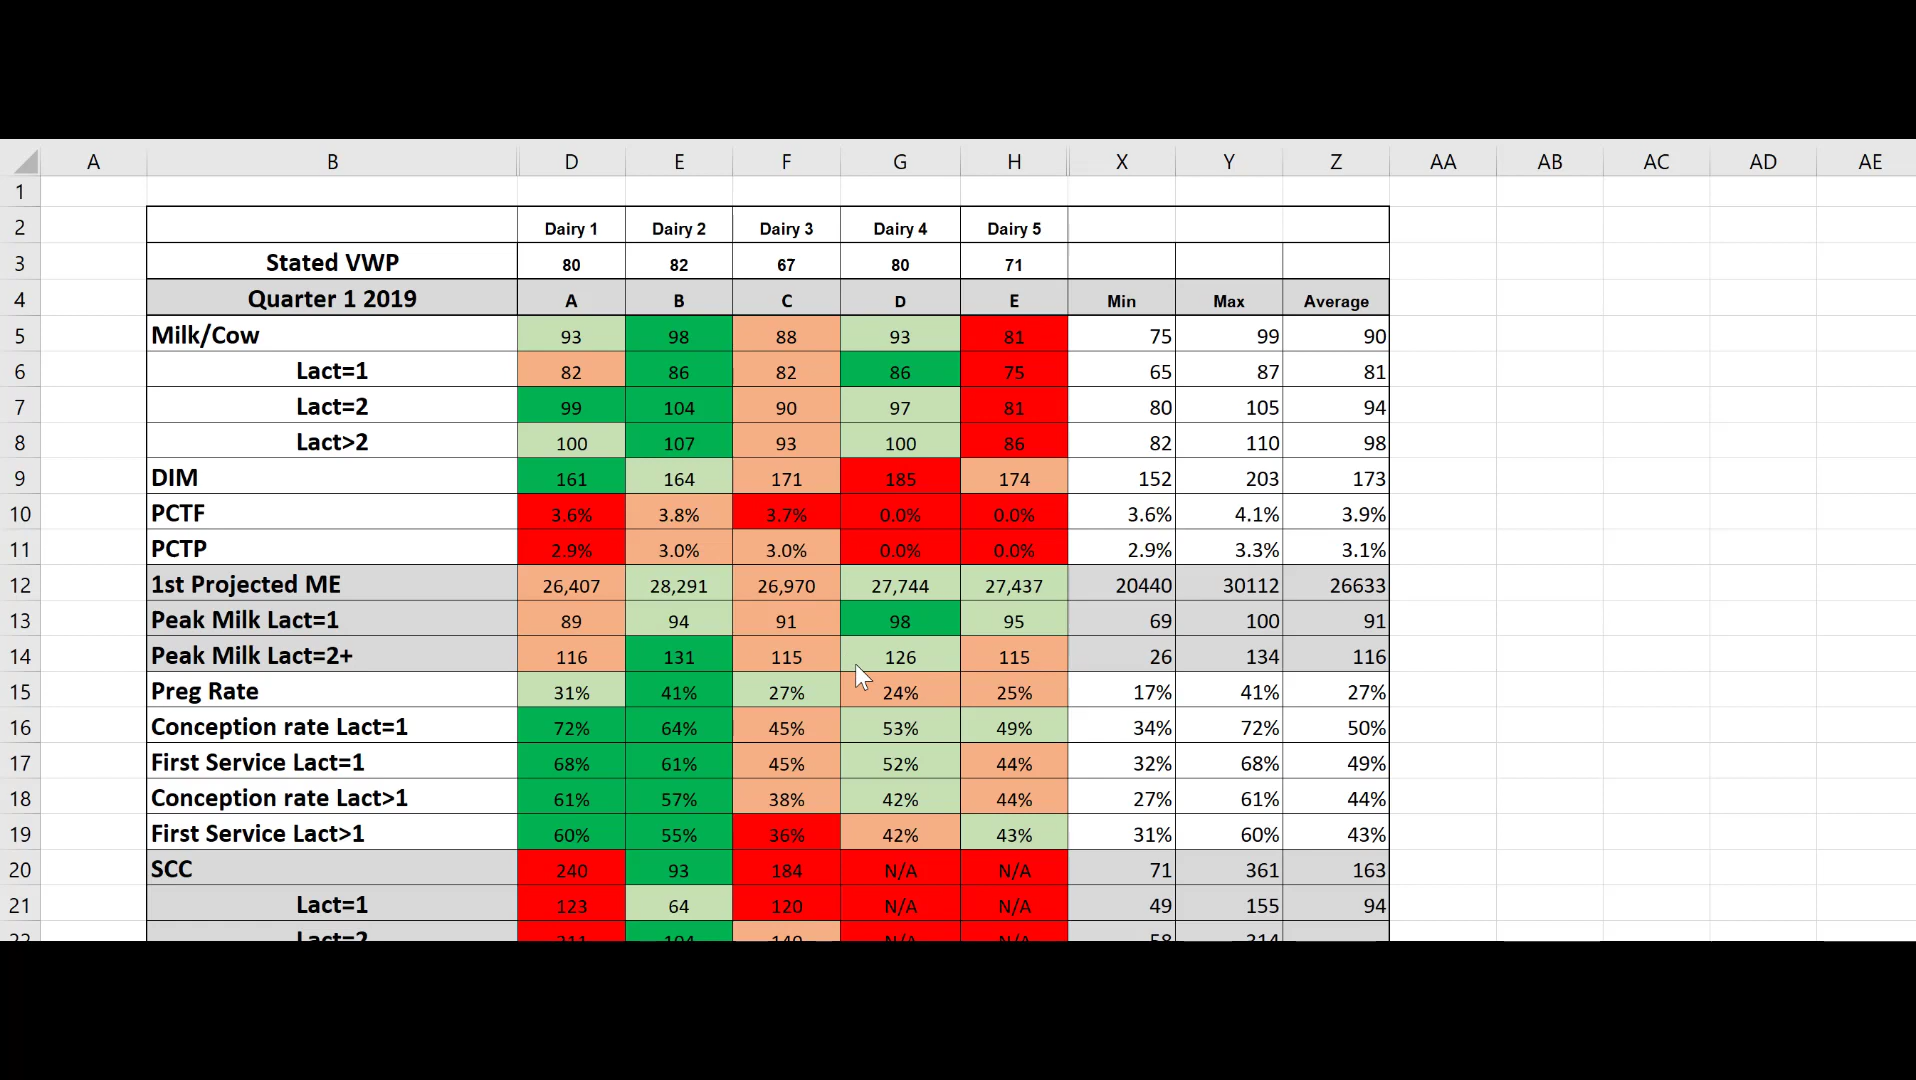 A B D E F G H X Y Z AA AB AC AD AE
1
2 Dairy 1 Dairy 2 Dairy 3 Dairy 4 Dairy 5
3 Stated VWP 80 82 67 80 71
4 Quarter 1 2019 A B C D E Min Max Average
5 Milk/Cow 93 98 88 93 81 75 99 90
6 Lact=1 82 86 82 86 75 65 87 81
7 Lact=2 99 104 90 97 81 80 105 94
8 Lact>2 100 107 93 100 86 82 110 98
9 DIM 161 164 171 185 174 152 203 173
10 PCTF 3.6% 3.8% 3.7% 0.0% 0.0% 3.6% 4.1% 3.9%
11 PCTP 2.9% 3.0% 3.0% 0.0% 0.0% 2.9% 3.3% 3.1%
12 1st Projected ME 26,407 28,291 26,970 27,744 27,437 20440 30112 26633
13 Peak Milk Lact=1 89 94 91 98 95 69 100 91
14 Peak Milk Lact=2+ 116 131 115 126 115 26 134 116
15 Preg Rate 31% 41% 27% 24% 25% 17% 41% 27%
16 Conception rate Lact=1 72% 64% 45% 53% 49% 34% 72% 50%
17 First Service Lact=1 68% 61% 45% 52% 44% 32% 68% 49%
18 Conception rate Lact>1 61% 57% 38% 42% 44% 27% 61% 44%
19 First Service Lact>1 60% 55% 36% 42% 43% 31% 60% 43%
20 SCC 240 93 184 N/A N/A 71 361 163
21 Lact=1 123 64 120 N/A N/A 49 155 94
22 Lact=2 104 140 N/A N/A 58 314